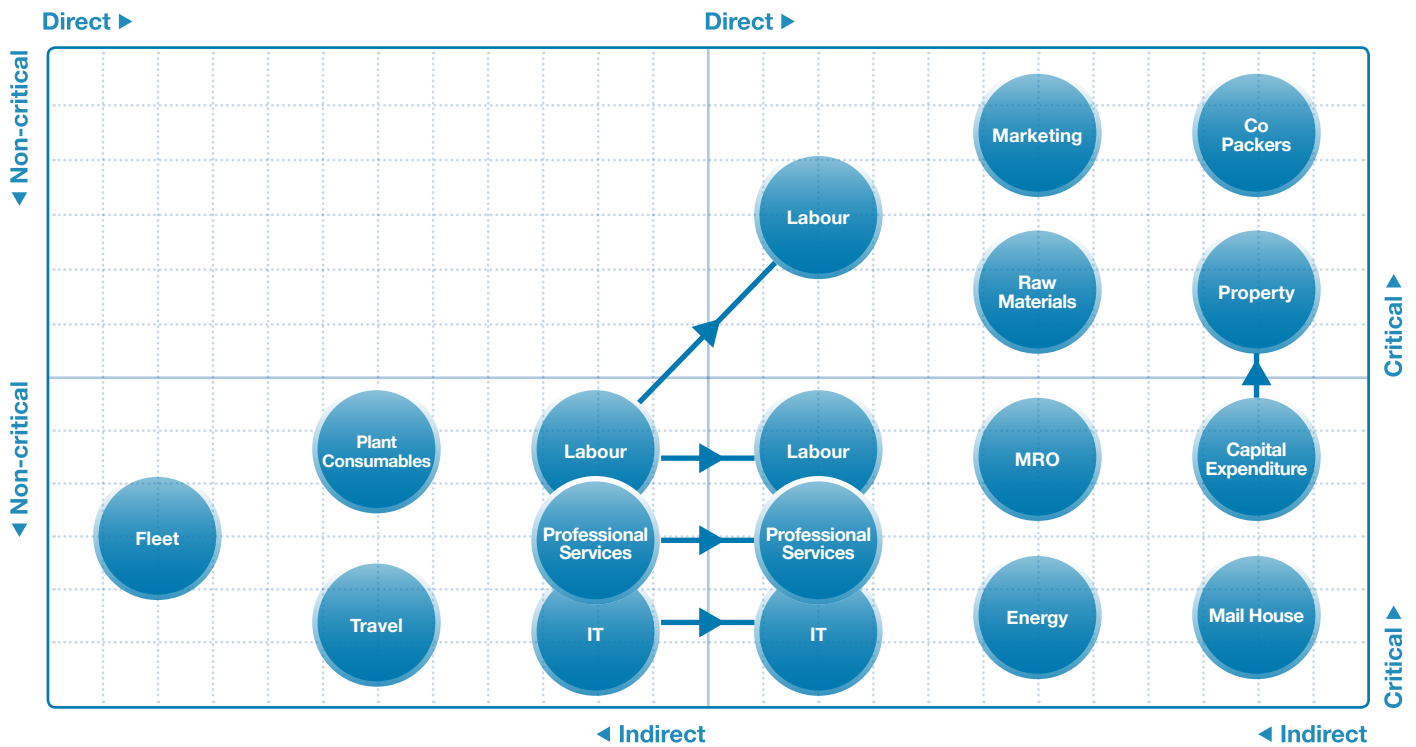 Direct ►
Direct ►
◄ Non-critical
Marketing
Co
Packers
Labour
Raw
Materials
Property
Critical ►
◄ Non-critical
Plant
Consumables
Labour
Labour
MRO
Capital
Expenditure
Fleet
Professional
Services
Professional
Services
Travel
IT
IT
Energy
Mail House
Critical ►
◄ Indirect
◄ Indirect